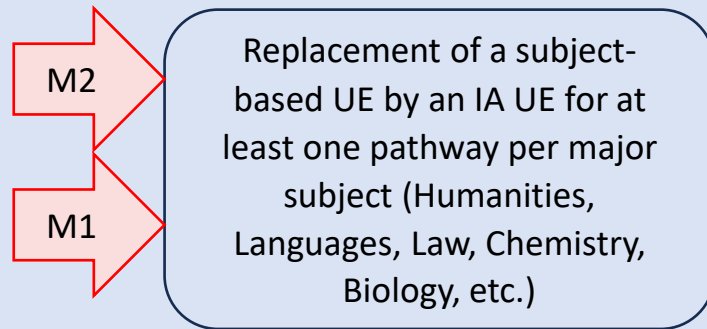 M2
M1
Replacement of a subject-
based UE by an IA UE for at
least one pathway per major
subject (Humanities,
Languages, Law, Chemistry,
Biology, etc.)